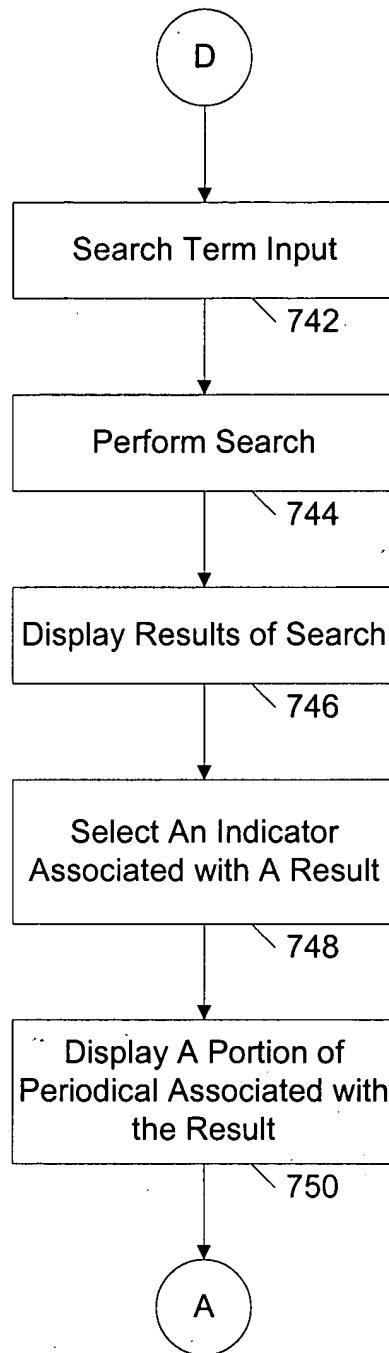 D
Search Term Input
742
Perform Search
744
Display Results of Search
746
Select An Indicator
Associated with A Result
748
Display A Portion of
Periodical Associated with
the Result
750
A